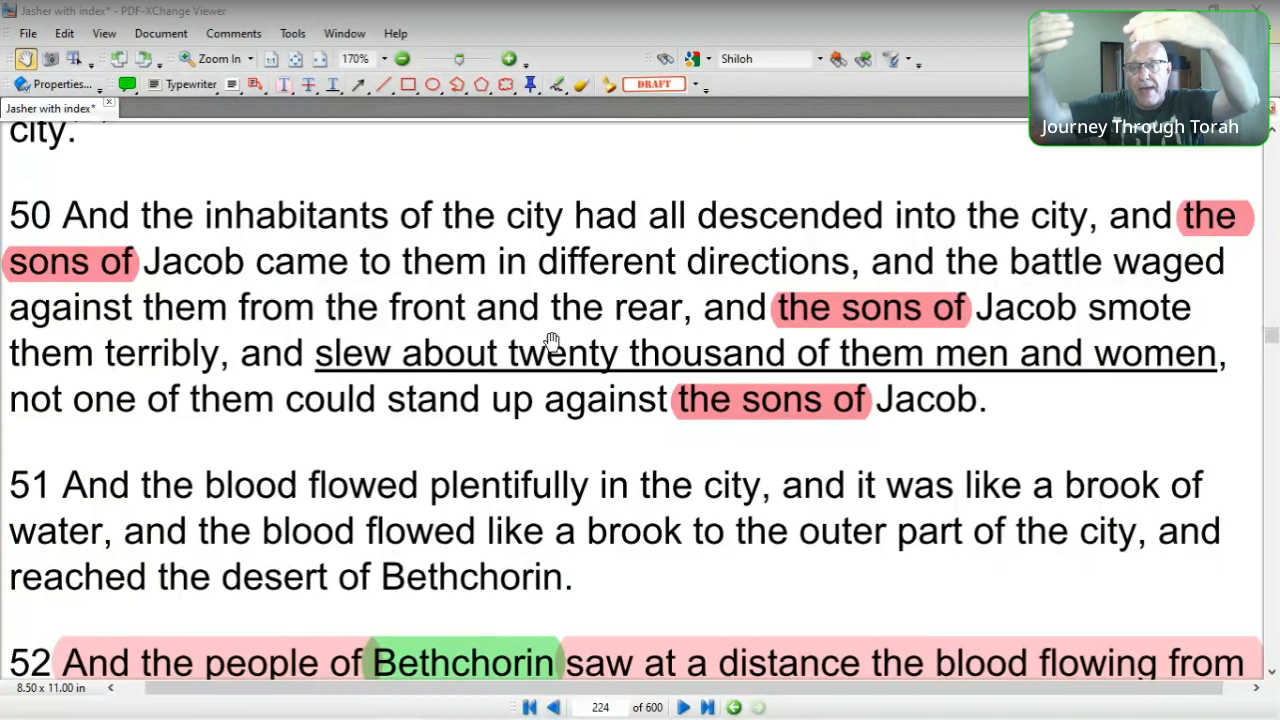 Jasher with index* - PDF-XChange Viewer
File Edit View Document Comments Tools Window Help
Zoom In 170% Shiloh
Properties... Typewriter DRAFT
Jasher with index*
Journey Through Torah
city.
50 And the inhabitants of the city had all descended into the city, and the
sons of Jacob came to them in different directions, and the battle waged
against them from the front and the rear, and the sons of Jacob smote
them terribly, and slew about twenty thousand of them men and women,
not one of them could stand up against the sons of Jacob.
51 And the blood flowed plentifully in the city, and it was like a brook of
water, and the blood flowed like a brook to the outer part of the city, and
reached the desert of Bethchorin.
52 And the people of Bethchorin saw at a distance the blood flowing from
8.50 x 11.00 in
224 of 600